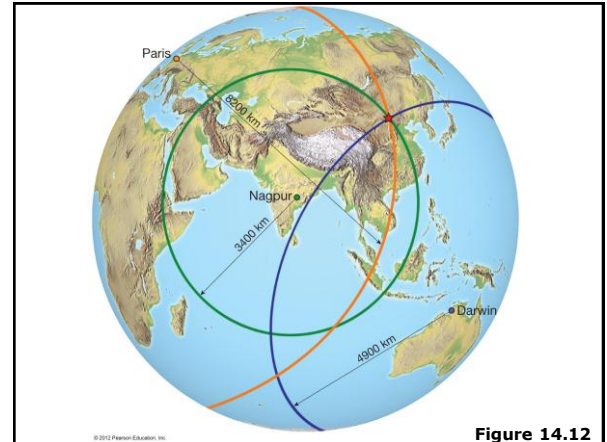 Paris
8200 km
Nagpur
3400 km
Darwin
4900 km
© 2012 Pearson Education, Inc.
Figure 14.12